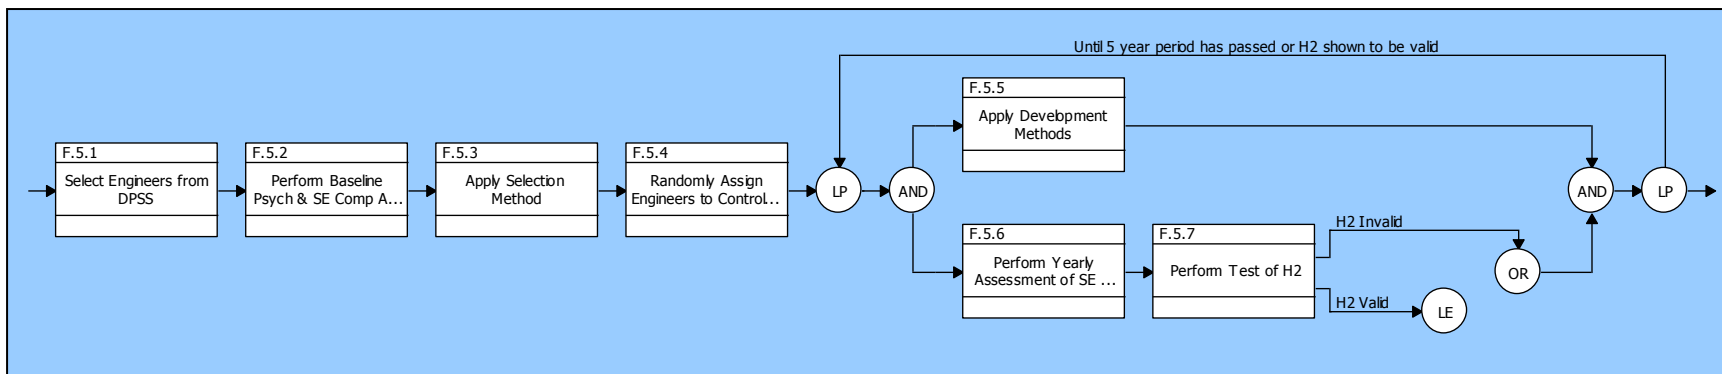 Until 5 year period has passed or H2 shown to be valid
F.5.5
Apply Development
Methods
F.5.1
Select Engineers from
DPSS
F.5.2
Perform Baseline
Psych & SE Comp A...
F.5.3
Apply Selection
Method
F.5.4
Randomly Assign
Engineers to Control...
LP
AND
F.5.6
Perform Yearly
Assessment of SE ...
F.5.7
Perform Test of H2
H2 Invalid
H2 Valid
OR
LE
AND
LP